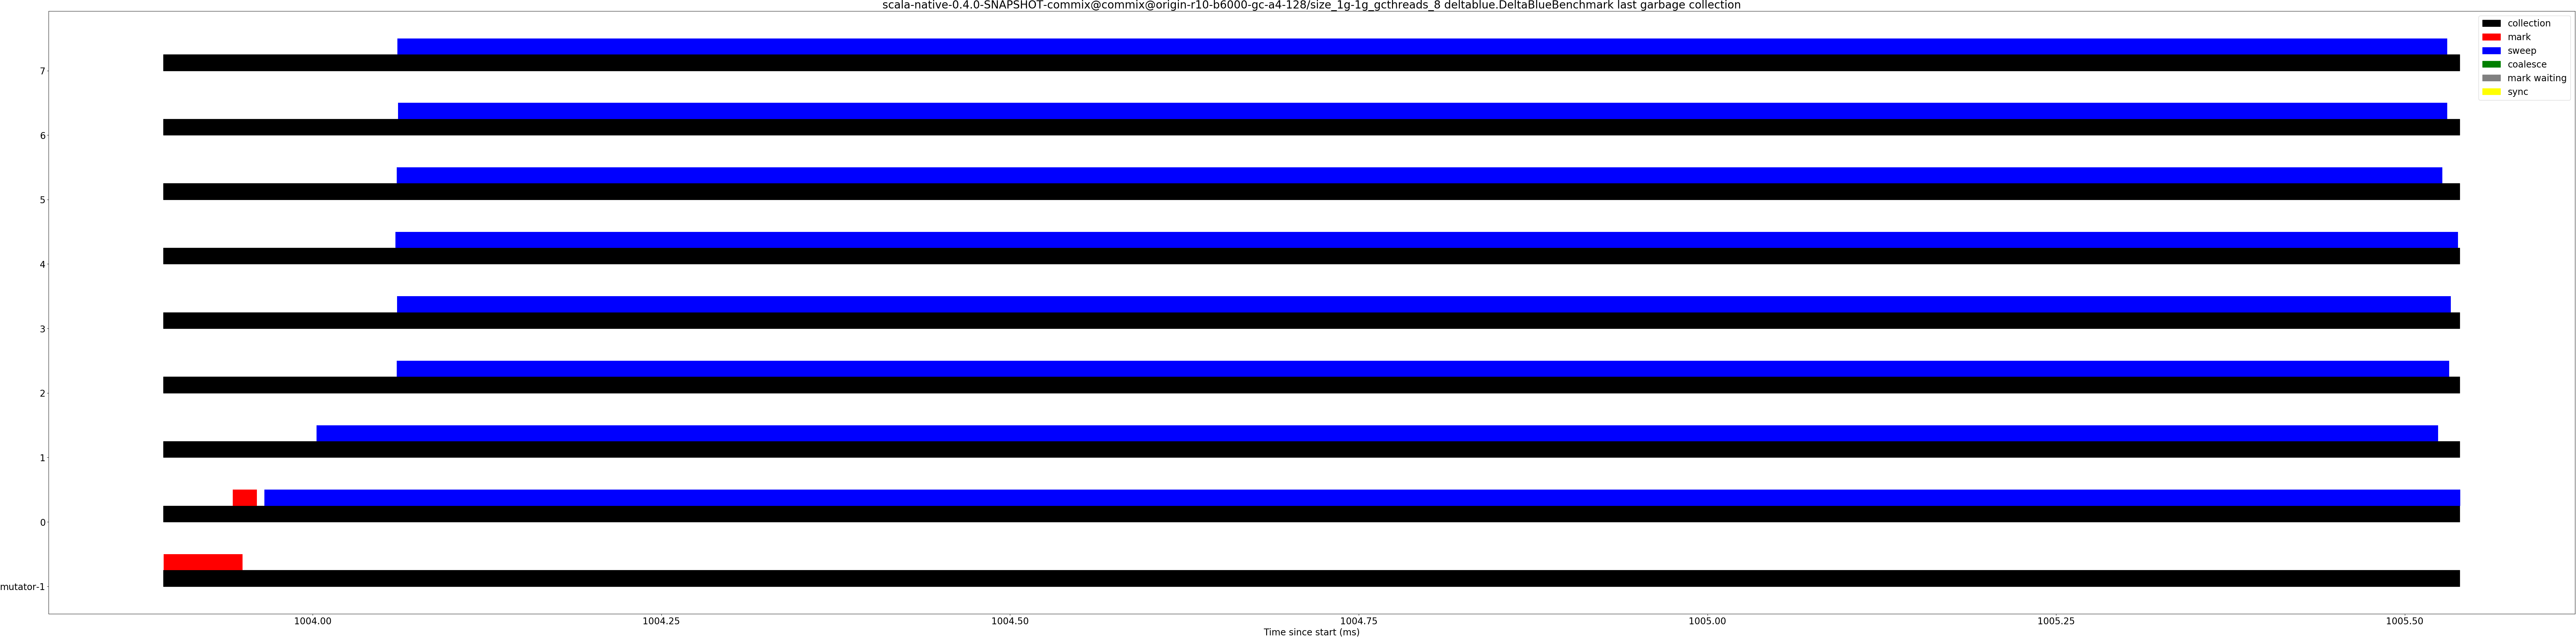 scala-native-0.4.0-SNAPSHOT-commix@commix@origin-r10-b6000-gc-a4-128/size_1g-1g_gcthreads_8 deltablue.DeltaBlueBenchmark last garbage collection
collection
mark
sweep
coalesce
mark waiting
sync
7
6
5
4
3
2
1
0
mutator-1
1004.00 1004.25 1004.50 1004.75 1005.00 1005.25 1005.50
Time since start (ms)